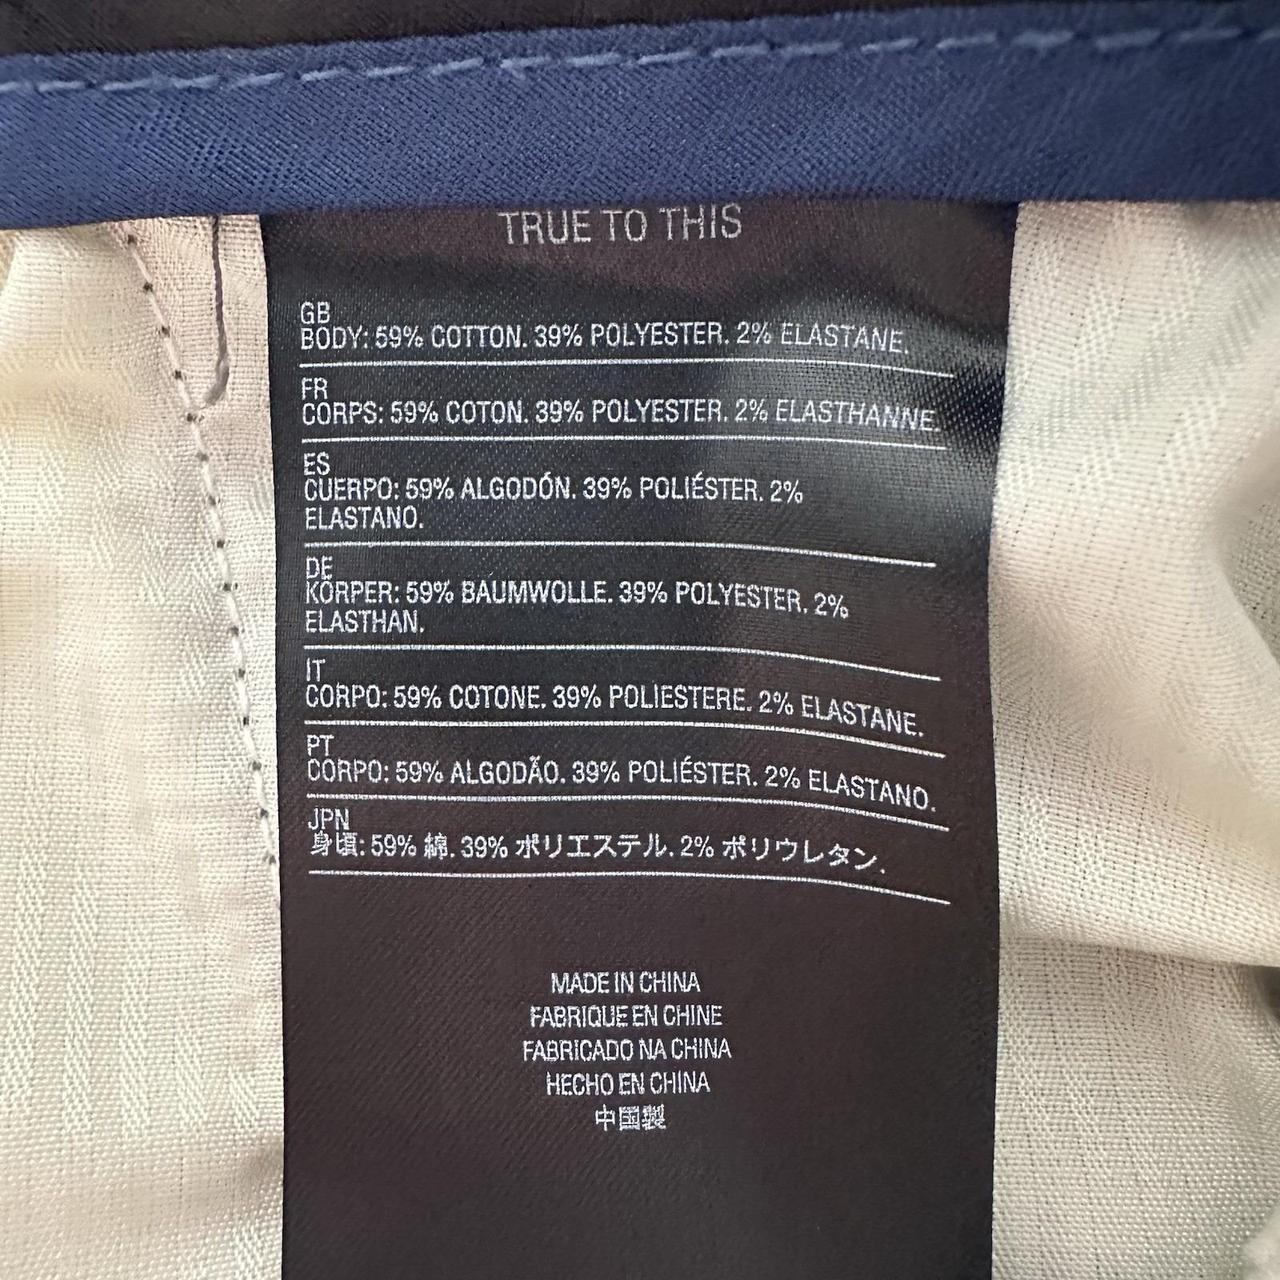 TRUE TO THIS
GB
BODY: 59% COTTON. 39% POLYESTER. 2% ELASTANE.
FR
CORPS: 59% COTON. 39% POLYESTER. 2% ELASTHANNE.
ES
CUERPO: 59% ALGODÓN. 39% POLIÉSTER. 2%
ELASTANO.
DE
KÖRPER: 59% BAUMWOLLE. 39% POLYESTER. 2%
ELASTHAN.
IT
CORPO: 59% COTONE. 39% POLIESTERE. 2% ELASTANE.
PT
CORPO: 59% ALGODÃO. 39% POLIÉSTER. 2% ELASTANO.
JPN
身頃: 59% 綿. 39% ポリエステル. 2% ポリウレタン.
MADE IN CHINA
FABRIQUE EN CHINE
FABRICADO NA CHINA
HECHO EN CHINA
中国製